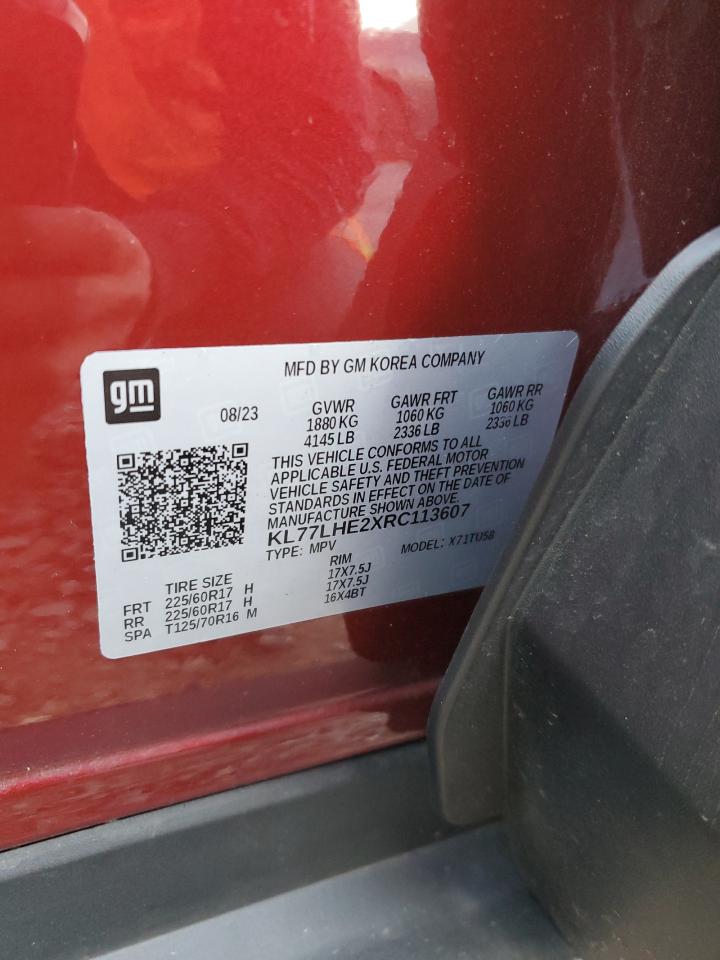 gm
MFD BY GM KOREA COMPANY
08/23 GVWR GAWR FRT GAWR RR
1880 KG 1060 KG 1060 KG
4145 LB 2336 LB 2336 LB
THIS VEHICLE CONFORMS TO ALL
APPLICABLE U.S. FEDERAL MOTOR
VEHICLE SAFETY AND THEFT PREVENTION
STANDARDS IN EFFECT ON THE DATE OF
MANUFACTURE SHOWN ABOVE.
KL77LHE2XRC113607
TYPE: MPV MODEL: X71TU58
TIRE SIZE RIM
FRT 225/60R17 H 17X7.5J
RR 225/60R17 H 17X7.5J
SPA T125/70R16 M 16X4BT